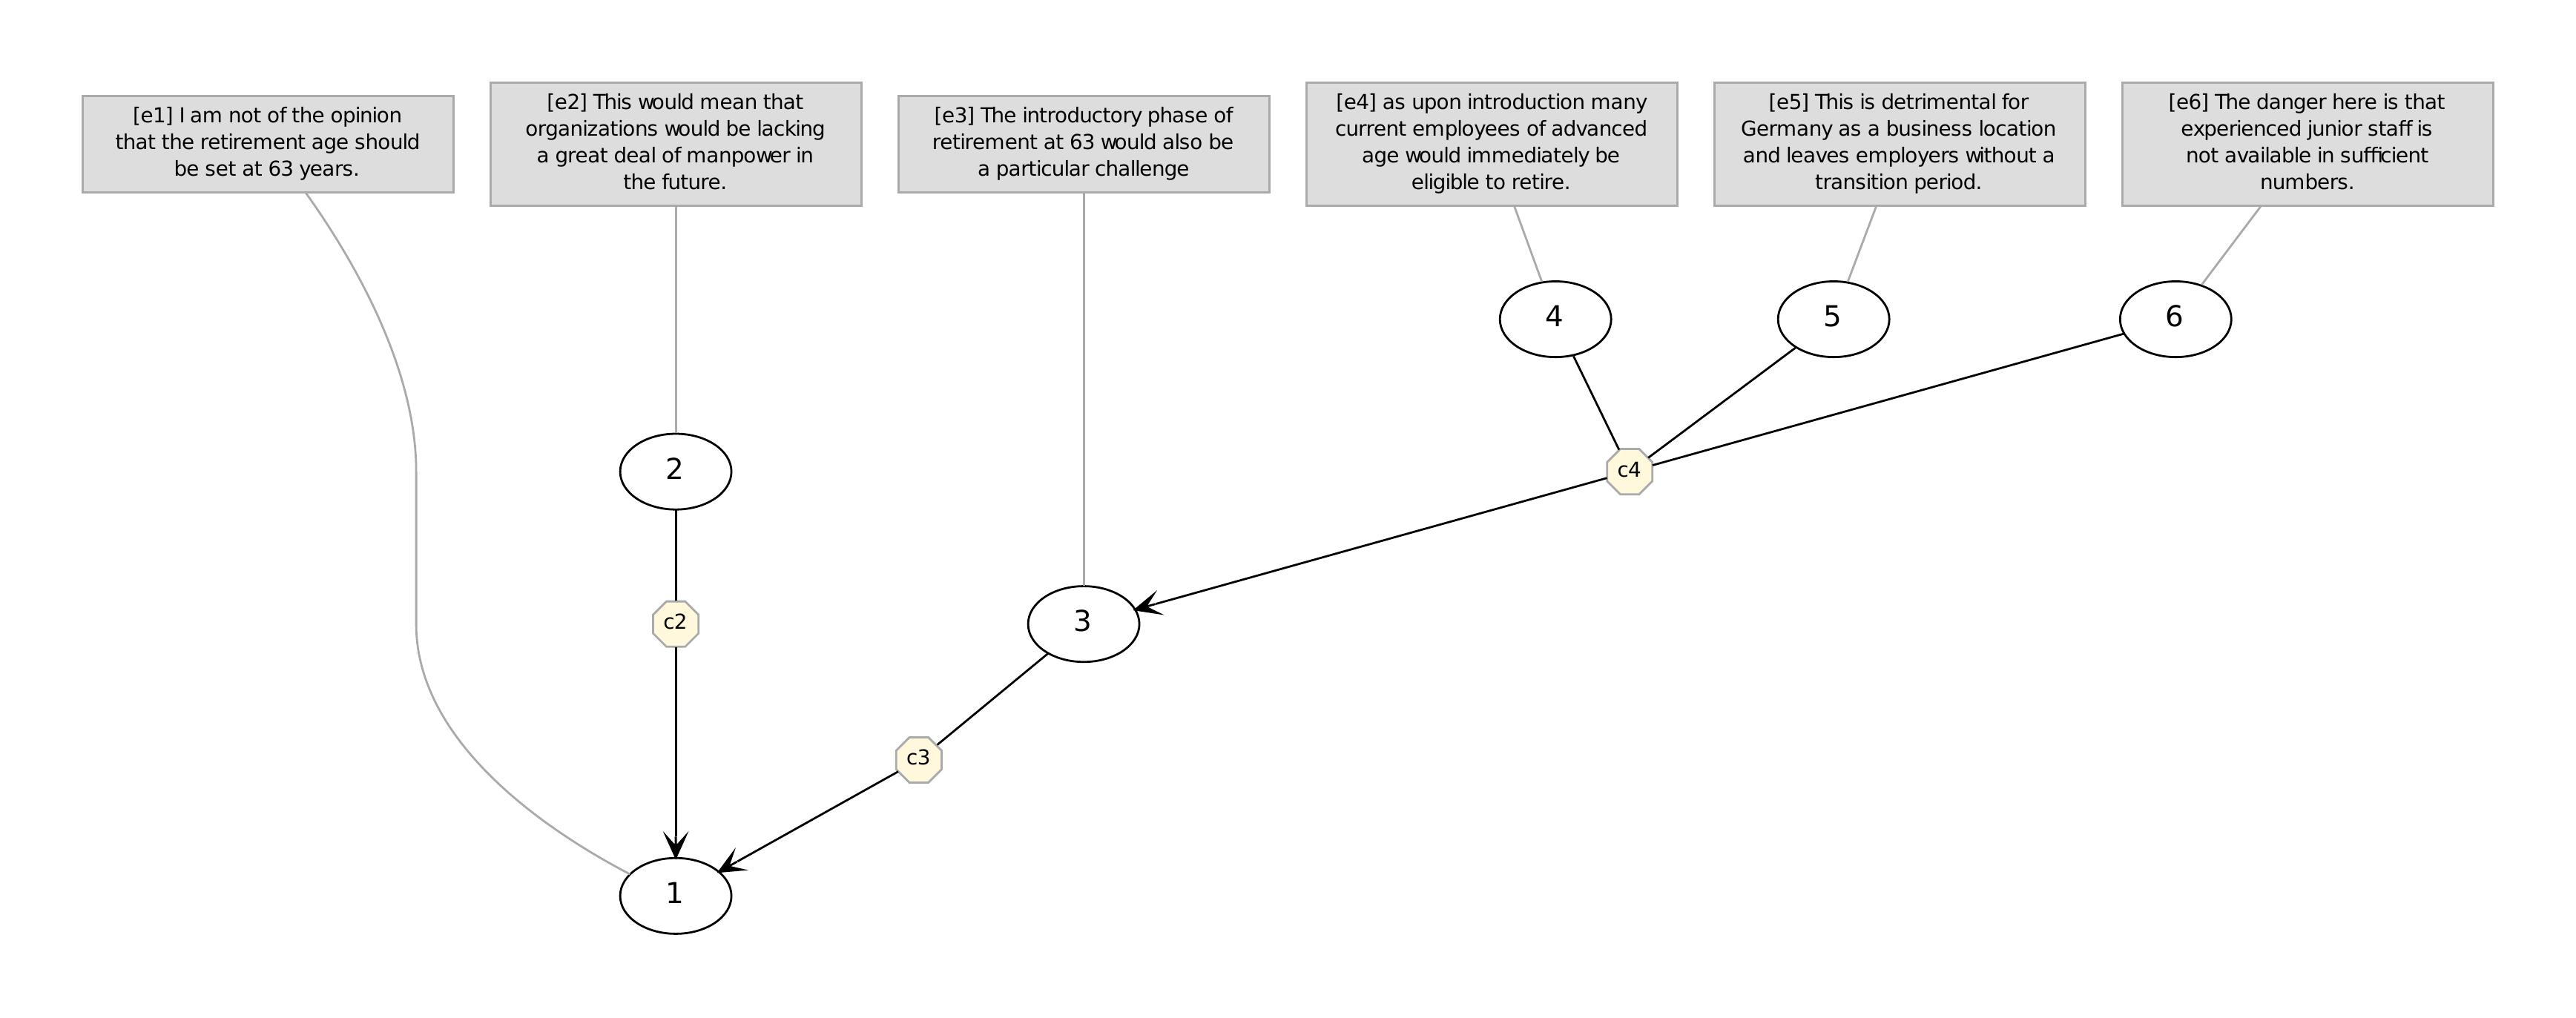 [e1] I am not of the opinion
that the retirement age should
be set at 63 years.
[e2] This would mean that
organizations would be lacking
a great deal of manpower in
the future.
[e3] The introductory phase of
retirement at 63 would also be
a particular challenge
[e4] as upon introduction many
current employees of advanced
age would immediately be
eligible to retire.
[e5] This is detrimental for
Germany as a business location
and leaves employers without a
transition period.
[e6] The danger here is that
experienced junior staff is
not available in sufficient
numbers.
4
5
6
2
c4
c2
3
c3
1